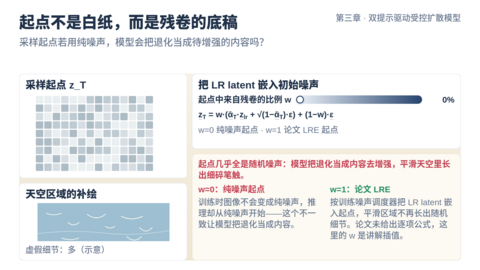 起点不是白纸，而是残卷的底稿
第三章 · 双提示驱动受控扩散模型
采样起点若用纯噪声，模型会把退化当成待增强的内容吗？
采样起点 z_T
天空区域的补绘
虚假细节：多（示意）
把 LR latent 嵌入初始噪声
起点中来自残卷的比例 w
0%
z_T = w·(ᾱ_T·z_lr + √(1−ᾱ_T)·ε) + (1−w)·ε
w=0 纯噪声起点 · w=1 论文 LRE 起点
起点几乎全是随机噪声：模型把退化当成内容去增强，平滑天空里长
出细碎笔触。
w=0：纯噪声起点
训练时图像不会变成纯噪声，推
理却从纯噪声开始——这个不一
致让模型把退化当成内容。
w=1：论文 LRE
按训练噪声调度器把 LR latent 嵌
入起点，平滑区域不再长出随机
细节。论文未给出逐项公式，这
里的 w 是讲解插值。